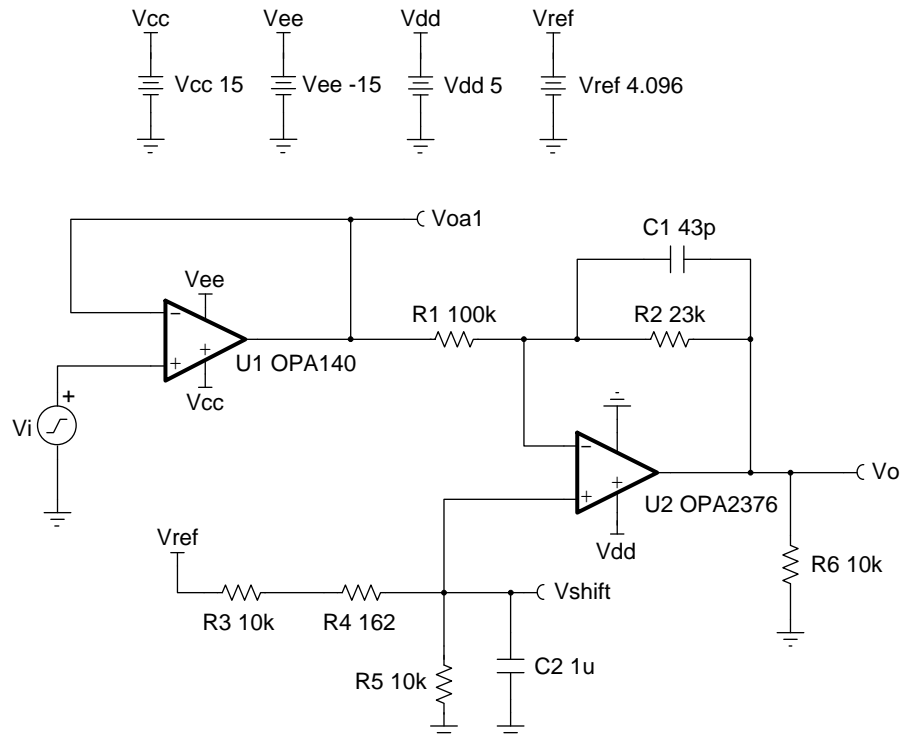 Vcc
Vee
Vdd
Vref
Vcc 15
Vee -15
Vdd 5
Vref 4.096
Voa1
C1 43p
Vee
R1 100k
R2 23k
−
+
+
U1 OPA140
Vcc
+
Vi
−
+
+
Vo
U2 OPA2376
Vdd
Vref
R6 10k
Vshift
R3 10k
R4 162
R5 10k
C2 1u